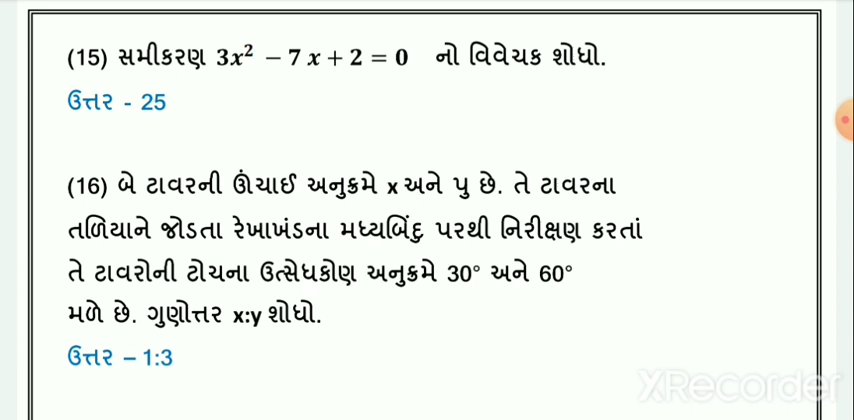 (15) સમીકરણ 3x² − 7 x + 2 = 0 નો વિવેચક શોધો.
ઉત્તર - 25
(16) બે ટાવરની ઊંચાઈ અનુક્રમે x અને પુ છે. તે ટાવરના
તળિયાને જોડતા રેખાખંડના મધ્યબિંદુ પરથી નિરીક્ષણ કરતાં
તે ટાવરોની ટોચના ઉત્સેધકોણ અનુક્રમે 30° અને 60°
મળે છે. ગુણોત્તર x:y શોધો.
ઉત્તર – 1:3
XRecorder